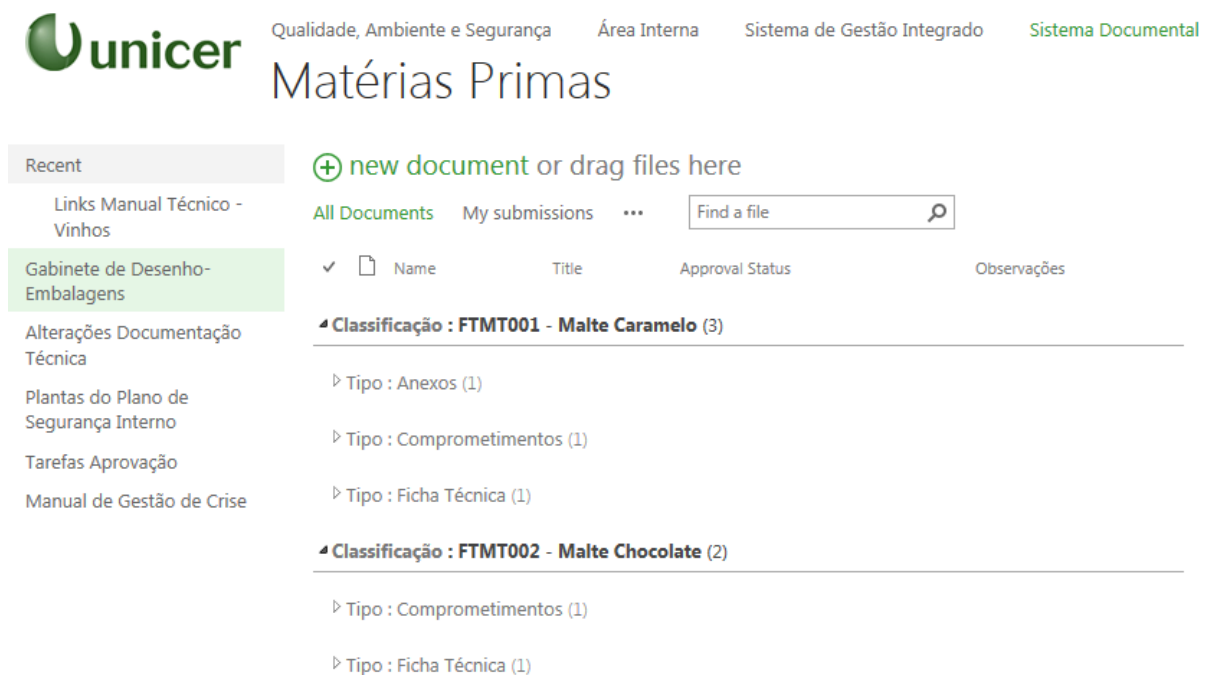 unicer
Qualidade, Ambiente e Segurança Área Interna Sistema de Gestão Integrado Sistema Documental
Matérias Primas
Recent
Links Manual Técnico -
Vinhos
Gabinete de Desenho-
Embalagens
Alterações Documentação
Técnica
Plantas do Plano de
Segurança Interno
Tarefas Aprovação
Manual de Gestão de Crise
new document or drag files here
All Documents My submissions ••• Find a file
Name Title Approval Status Observações
Classificação : FTMT001 - Malte Caramelo (3)
Tipo : Anexos (1)
Tipo : Comprometimentos (1)
Tipo : Ficha Técnica (1)
Classificação : FTMT002 - Malte Chocolate (2)
Tipo : Comprometimentos (1)
Tipo : Ficha Técnica (1)